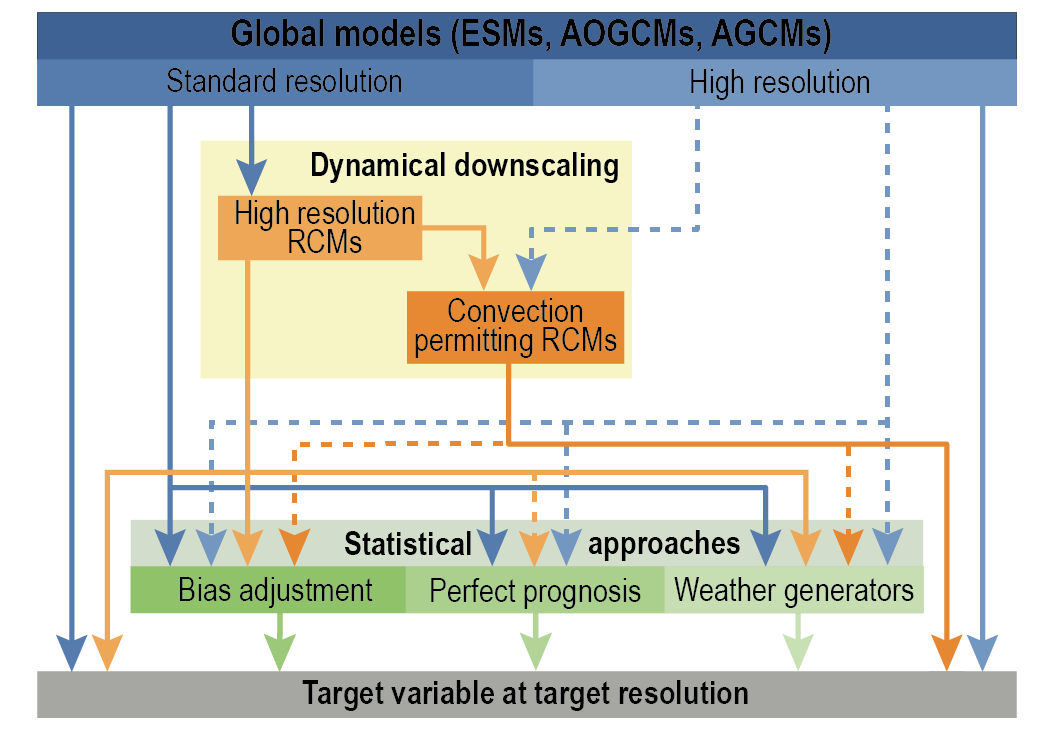 Global models (ESMs, AOGCMs, AGCMs)
Standard resolution
High resolution
Dynamical downscaling
High resolution
RCMs
Convection
permitting RCMs
Statistical approaches
Bias adjustment
Perfect prognosis
Weather generators
Target variable at target resolution